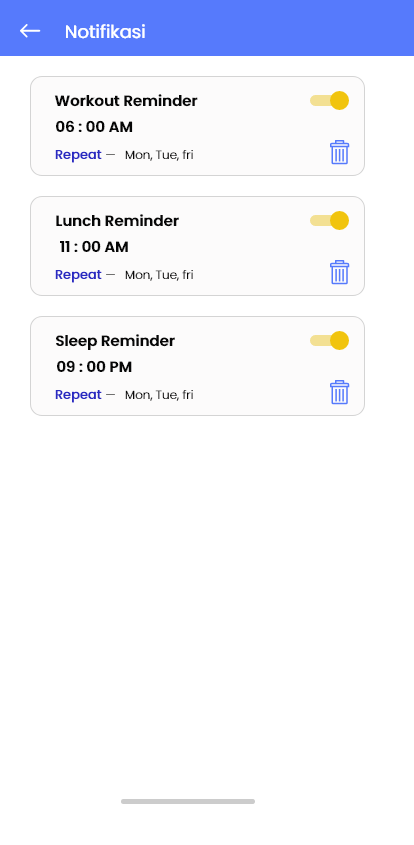 Notifikasi
Workout Reminder
06 : 00 AM
Repeat – Mon, Tue, fri
Lunch Reminder
11 : 00 AM
Repeat – Mon, Tue, fri
Sleep Reminder
09 : 00 PM
Repeat – Mon, Tue, fri